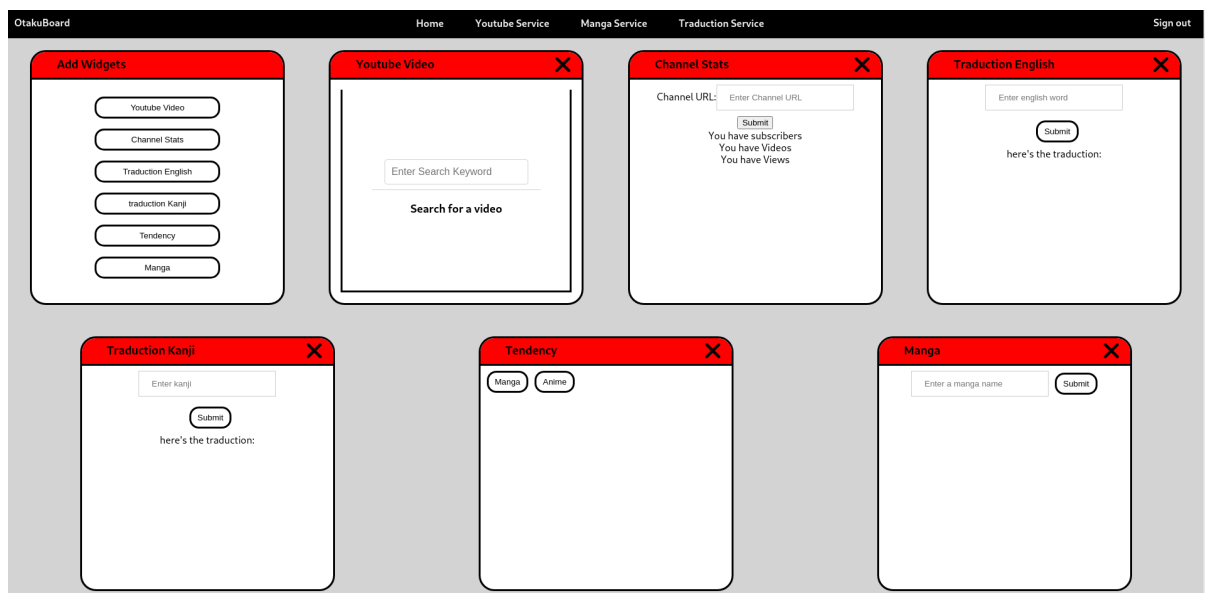 OtakuBoard
Home
Youtube Service
Manga Service
Traduction Service
Sign out
Add Widgets
Youtube Video
Channel Stats
Traduction English
traduction Kanji
Tendency
Manga
Youtube Video
Enter Search Keyword
Search for a video
Channel Stats
Channel URL:
Enter Channel URL
Submit
You have subscribers
You have Videos
You have Views
Traduction English
Enter english word
Submit
here's the traduction:
Traduction Kanji
Enter kanji
Submit
here's the traduction:
Tendency
Manga
Anime
Manga
Enter a manga name
Submit